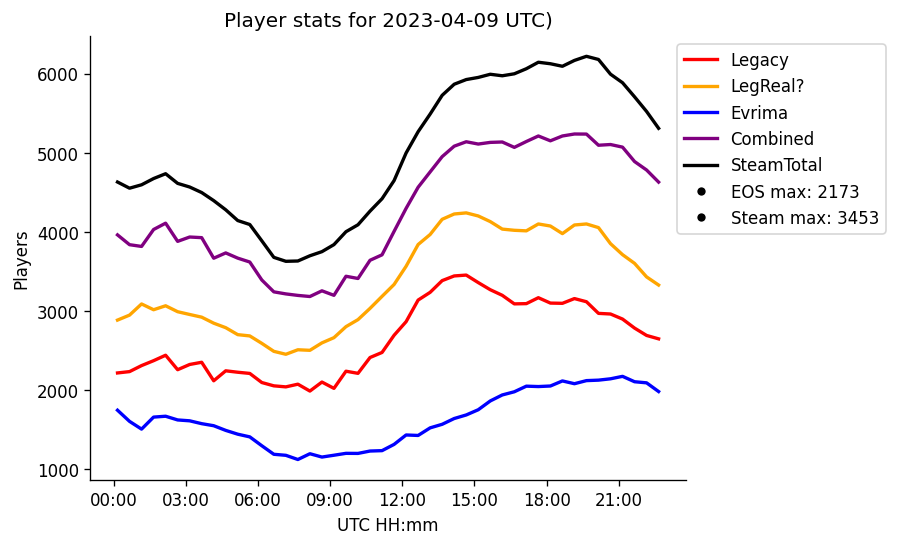 Player stats for 2023-04-09 UTC)
Legacy
LegReal?
Evrima
Combined
SteamTotal
EOS max: 2173
Steam max: 3453
Players
6000
5000
4000
3000
2000
1000
00:00 03:00 06:00 09:00 12:00 15:00 18:00 21:00
UTC HH:mm